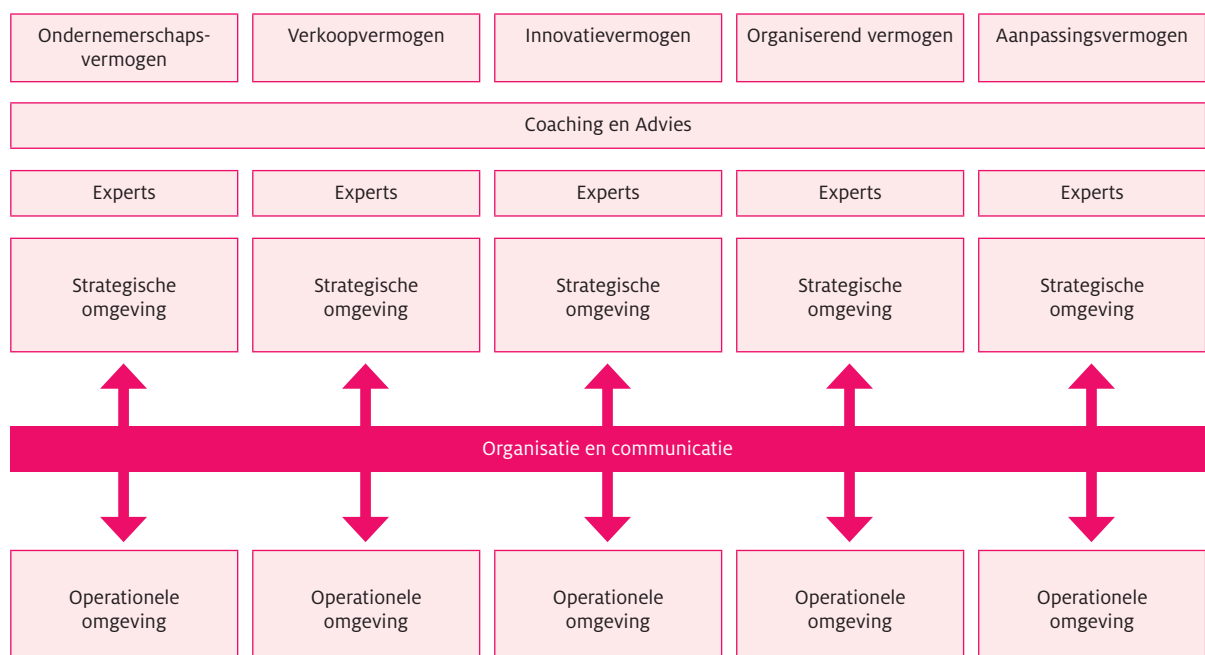 Ondernemerschaps-
vermogen
Verkoopvermogen
Innovatievermogen
Organiserend vermogen
Aanpassingsvermogen
Coaching en Advies
Experts
Experts
Experts
Experts
Experts
Strategische
omgeving
Strategische
omgeving
Strategische
omgeving
Strategische
omgeving
Strategische
omgeving
Organisatie en communicatie
Operationele
omgeving
Operationele
omgeving
Operationele
omgeving
Operationele
omgeving
Operationele
omgeving